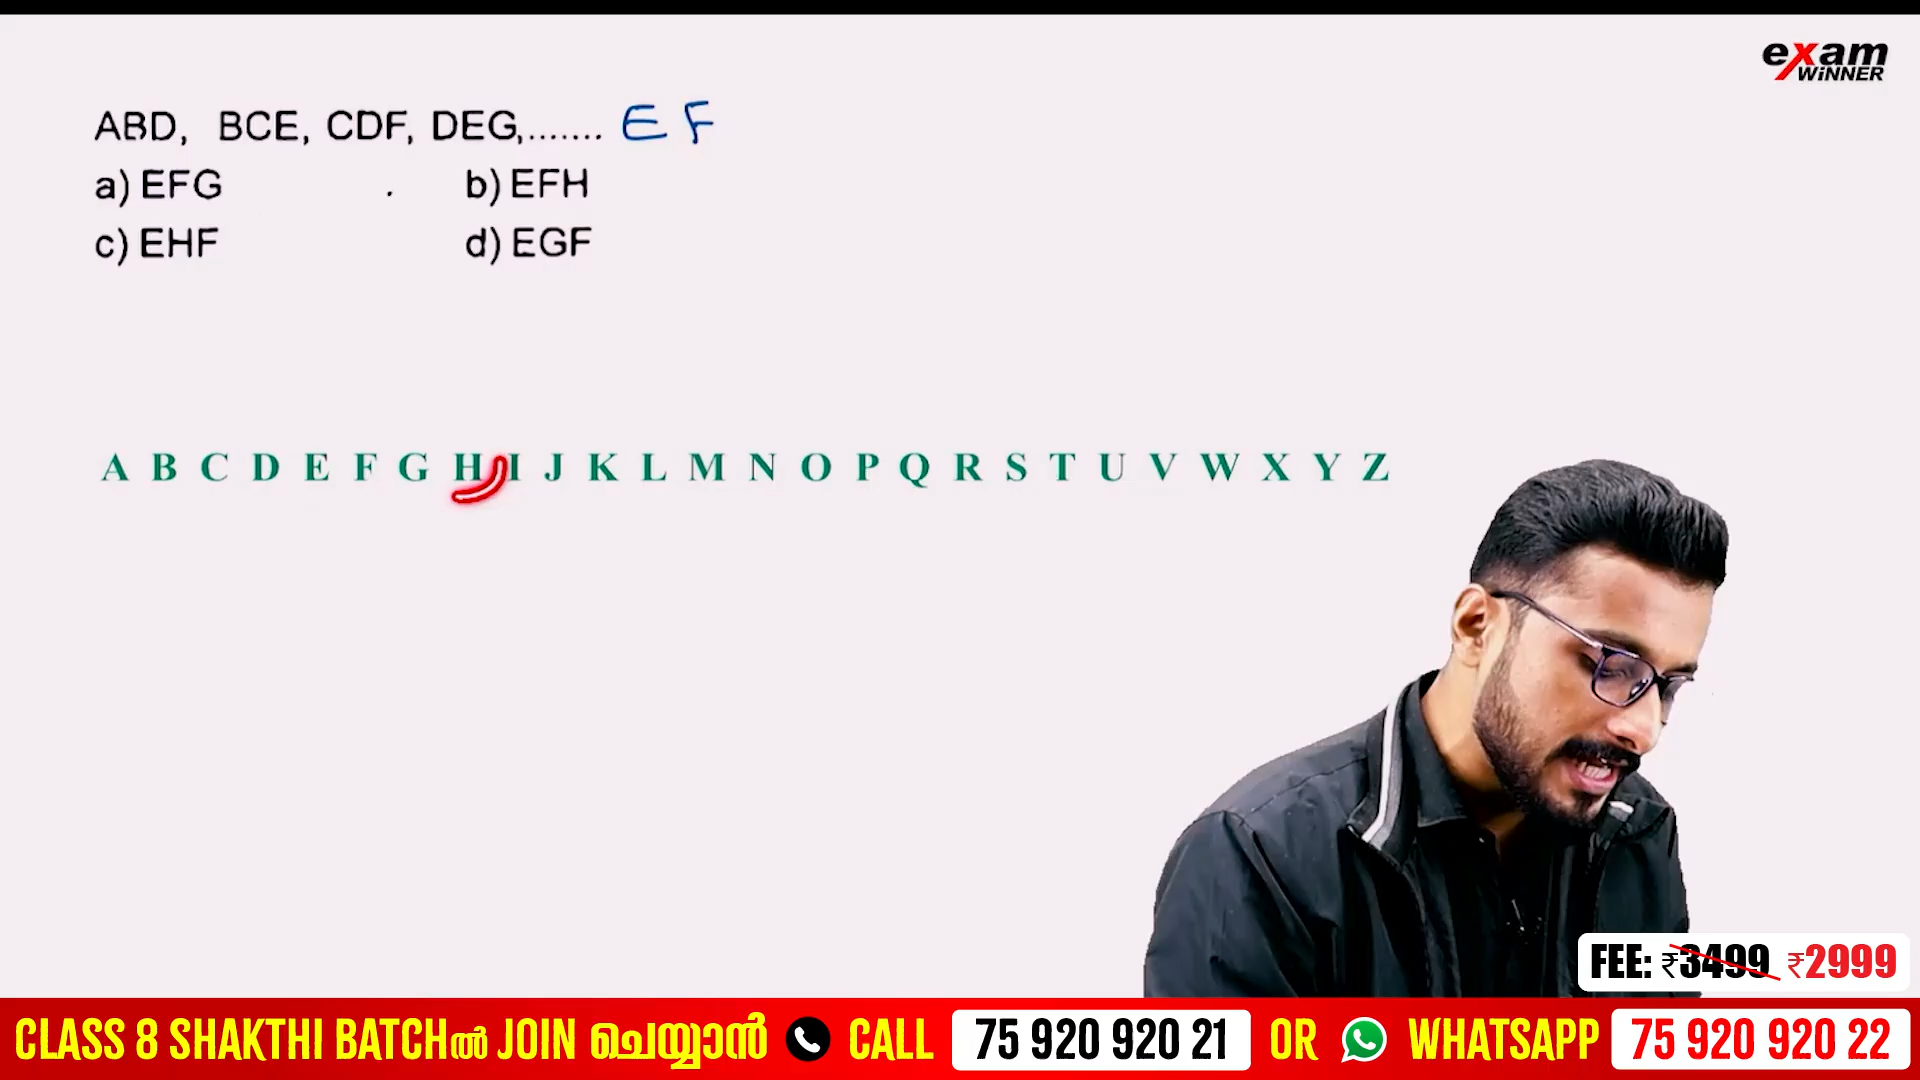 exam
WINNER
ABD, BCE, CDF, DEG,....... E F
a) EFG b) EFH
c) EHF d) EGF
A B C D E F G H I J K L M N O P Q R S T U V W X Y Z
FEE: ₹3499 ₹2999
CLASS 8 SHAKTHI BATCHൽ JOIN ചെയ്യാൻ CALL 75 920 920 21 OR WHATSAPP 75 920 920 22